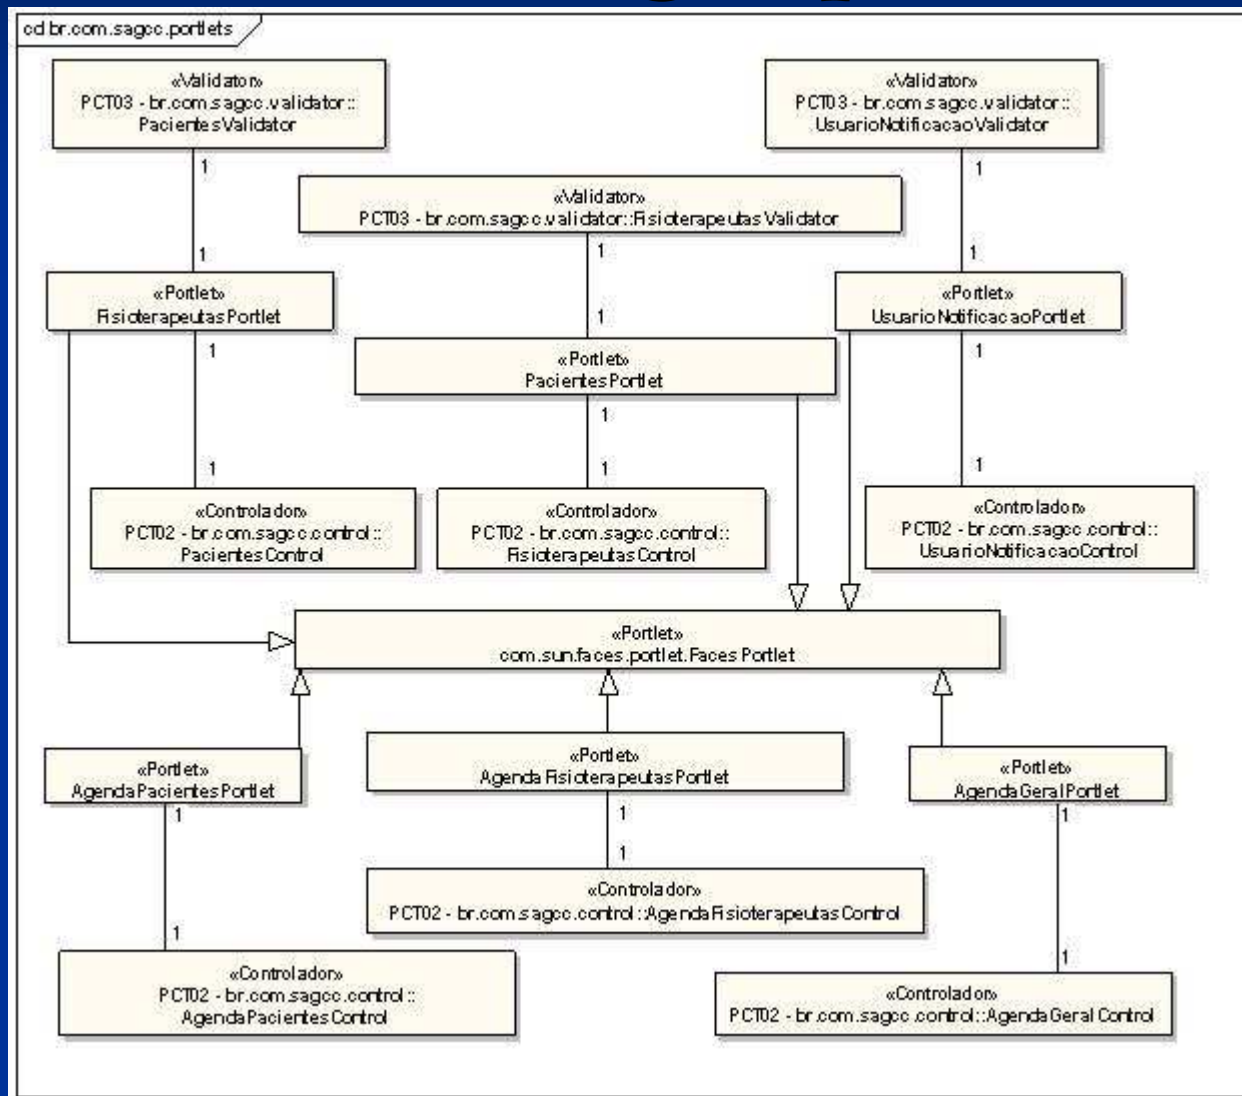 cd br.com.sagcc.portlets
«Validator»
PCT03 - br.com.sagcc.validator::
PacientesValidator
«Validator»
PCT03 - br.com.sagcc.validator::
UsuarioNotificacaoValidator
1
1
«Validator»
PCT03 - br.com.sagcc.validator::FisioterapeutasValidator
1
1
1
1
«Portlet»
FisioterapeutasPortlet
«Portlet»
UsuarioNotificacaoPortlet
1
1
1
«Portlet»
PacientesPortlet
1
1
1
1
«Controlador»
PCT02 - br.com.sagcc.control::
PacientesControl
«Controlador»
PCT02 - br.com.sagcc.control::
FisioterapeutasControl
«Controlador»
PCT02 - br.com.sagcc.control::
UsuarioNotificacaoControl
«Portlet»
com.sun.faces.portlet.FacesPortlet
«Portlet»
AgendaPacientesPortlet
«Portlet»
AgendaFisioterapeutasPortlet
«Portlet»
AgendaGeralPortlet
1
1
1
1
«Controlador»
PCT02 - br.com.sagcc.control::AgendaFisioterapeutasControl
1
1
«Controlador»
PCT02 - br.com.sagcc.control::
AgendaPacientesControl
«Controlador»
PCT02 - br.com.sagcc.control::AgendaGeralControl